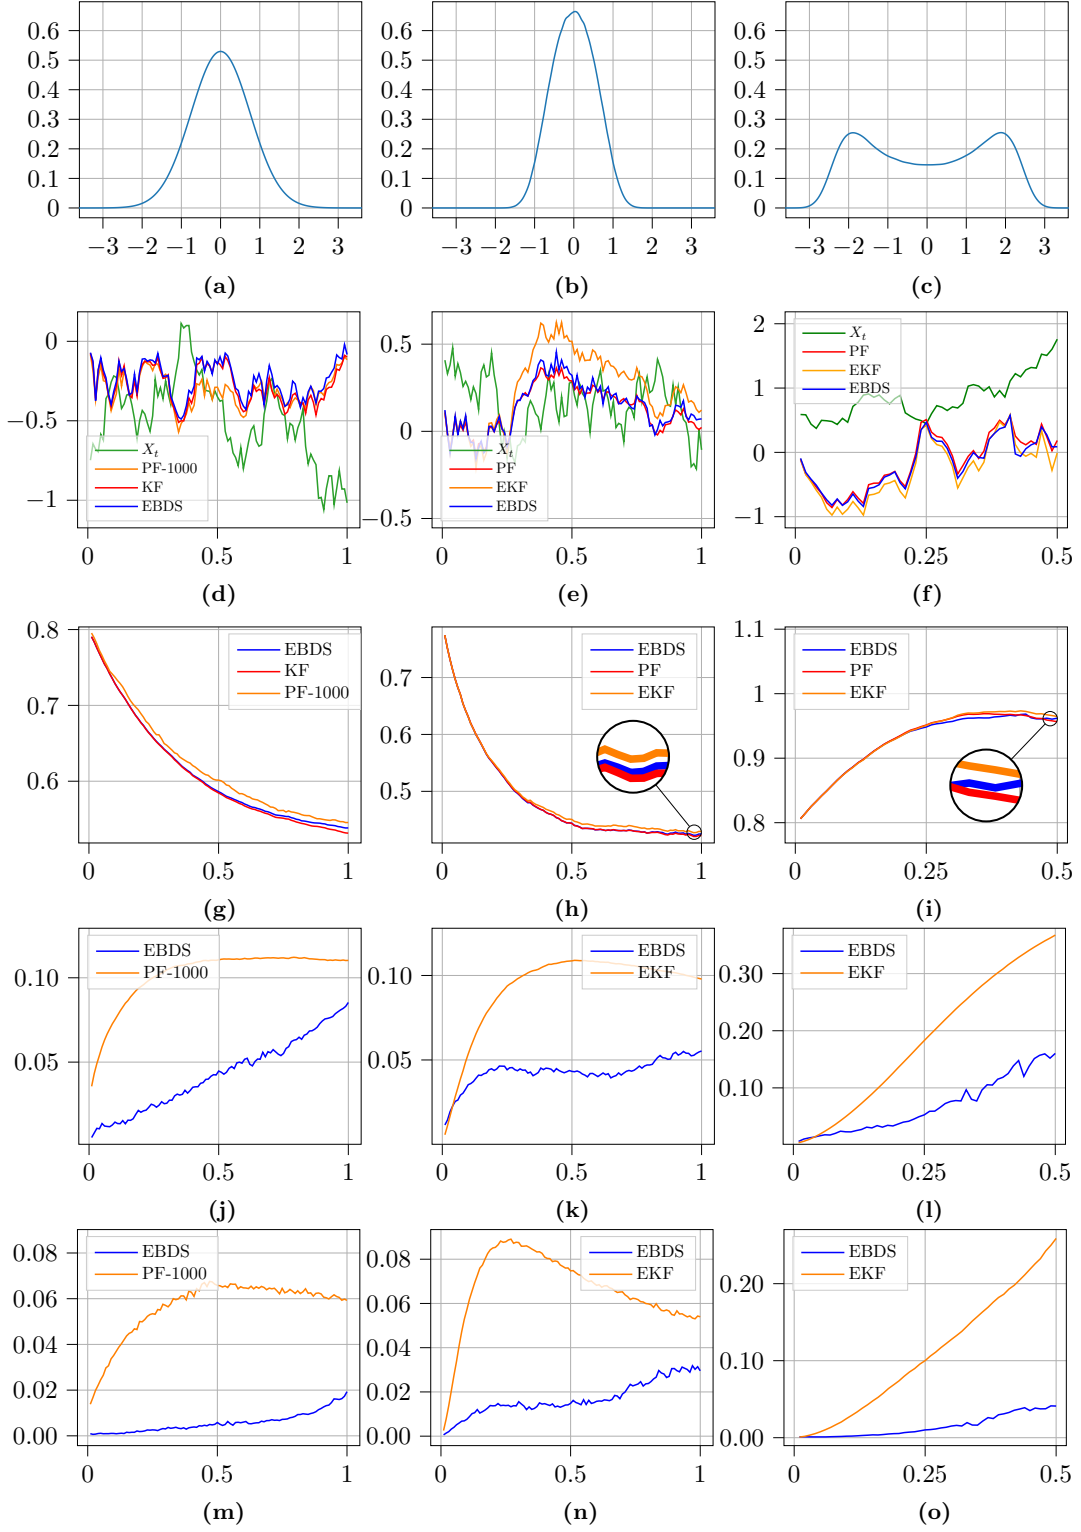 0.6
0.5
0.4
0.3
0.2
0.1
0
−3 −2 −1 0 1 2 3
(a)
0.6
0.5
0.4
0.3
0.2
0.1
0
−3 −2 −1 0 1 2 3
(b)
0.6
0.5
0.4
0.3
0.2
0.1
0
−3 −2 −1 0 1 2 3
(c)
0
−0.5
−1
X_t
PF-1000
KF
EBDS
0 0.5 1
(d)
0.5
0
−0.5
X_t
PF
EKF
EBDS
0 0.5 1
(e)
2
1
0
−1
X_t
PF
EKF
EBDS
0 0.25 0.5
(f)
0.8
0.7
0.6
EBDS
KF
PF-1000
0 0.5 1
(g)
0.7
0.6
0.5
EBDS
PF
EKF
0 0.5 1
(h)
1.1
1
0.9
0.8
EBDS
PF
EKF
0 0.25 0.5
(i)
0.10
0.05
EBDS
PF-1000
0 0.5 1
(j)
0.10
0.05
EBDS
EKF
0 0.5 1
(k)
0.30
0.20
0.10
EBDS
EKF
0 0.25 0.5
(l)
0.08
0.06
0.04
0.02
0.00
EBDS
PF-1000
0 0.5 1
(m)
0.08
0.06
0.04
0.02
0.00
EBDS
EKF
0 0.5 1
(n)
0.20
0.10
0.00
EBDS
EKF
0 0.25 0.5
(o)